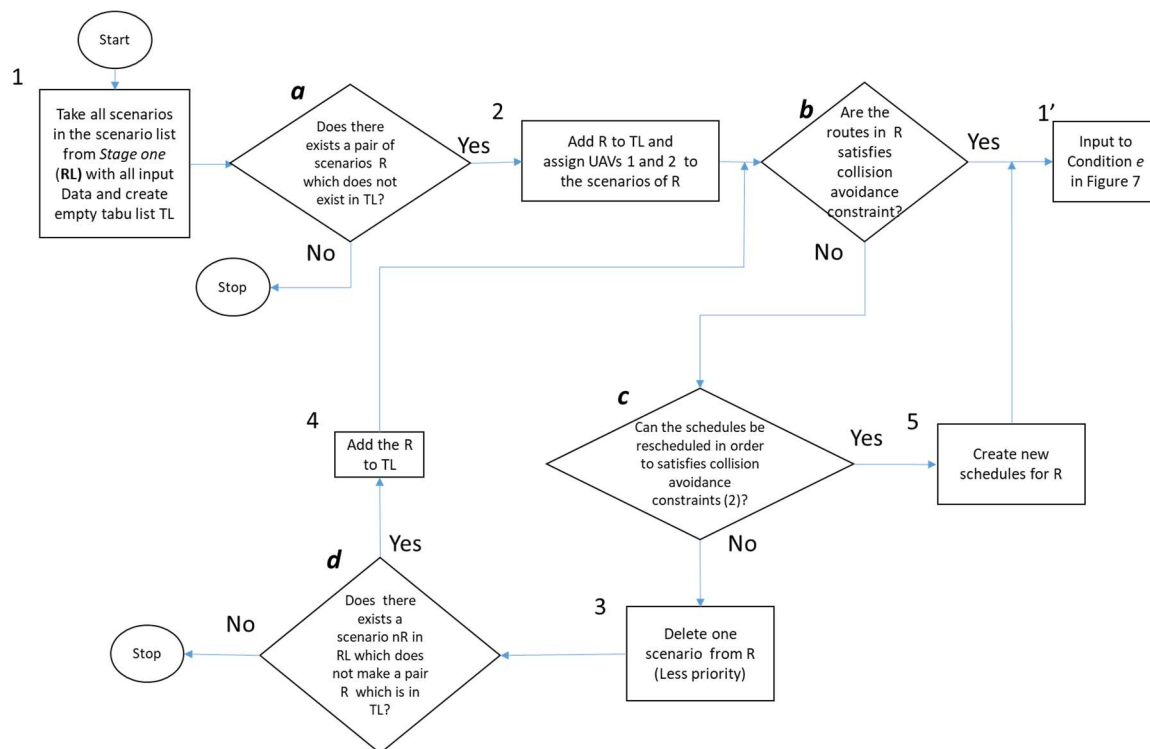 Start
1
Take all scenarios
in the scenario list
from Stage one
(RL) with all input
Data and create
empty tabu list TL
a
Does there
exists a pair of
scenarios R
which does not
exist in TL?
Yes
No
Stop
2
Add R to TL and
assign UAVs 1 and 2 to
the scenarios of R
b
Are the
routes in R
satisfies
collision
avoidance
constraint?
Yes
No
1’
Input to
Condition e
in Figure 7
c
Can the schedules be
rescheduled in order
to satisfies collision
avoidance
constraints (2)?
Yes
No
5
Create new
schedules for R
4
Add the R
to TL
d
Yes
Does there
exists a
scenario nR in
RL which does
not make a pair
R which is in
TL?
No
Stop
3
Delete one
scenario from R
(Less priority)